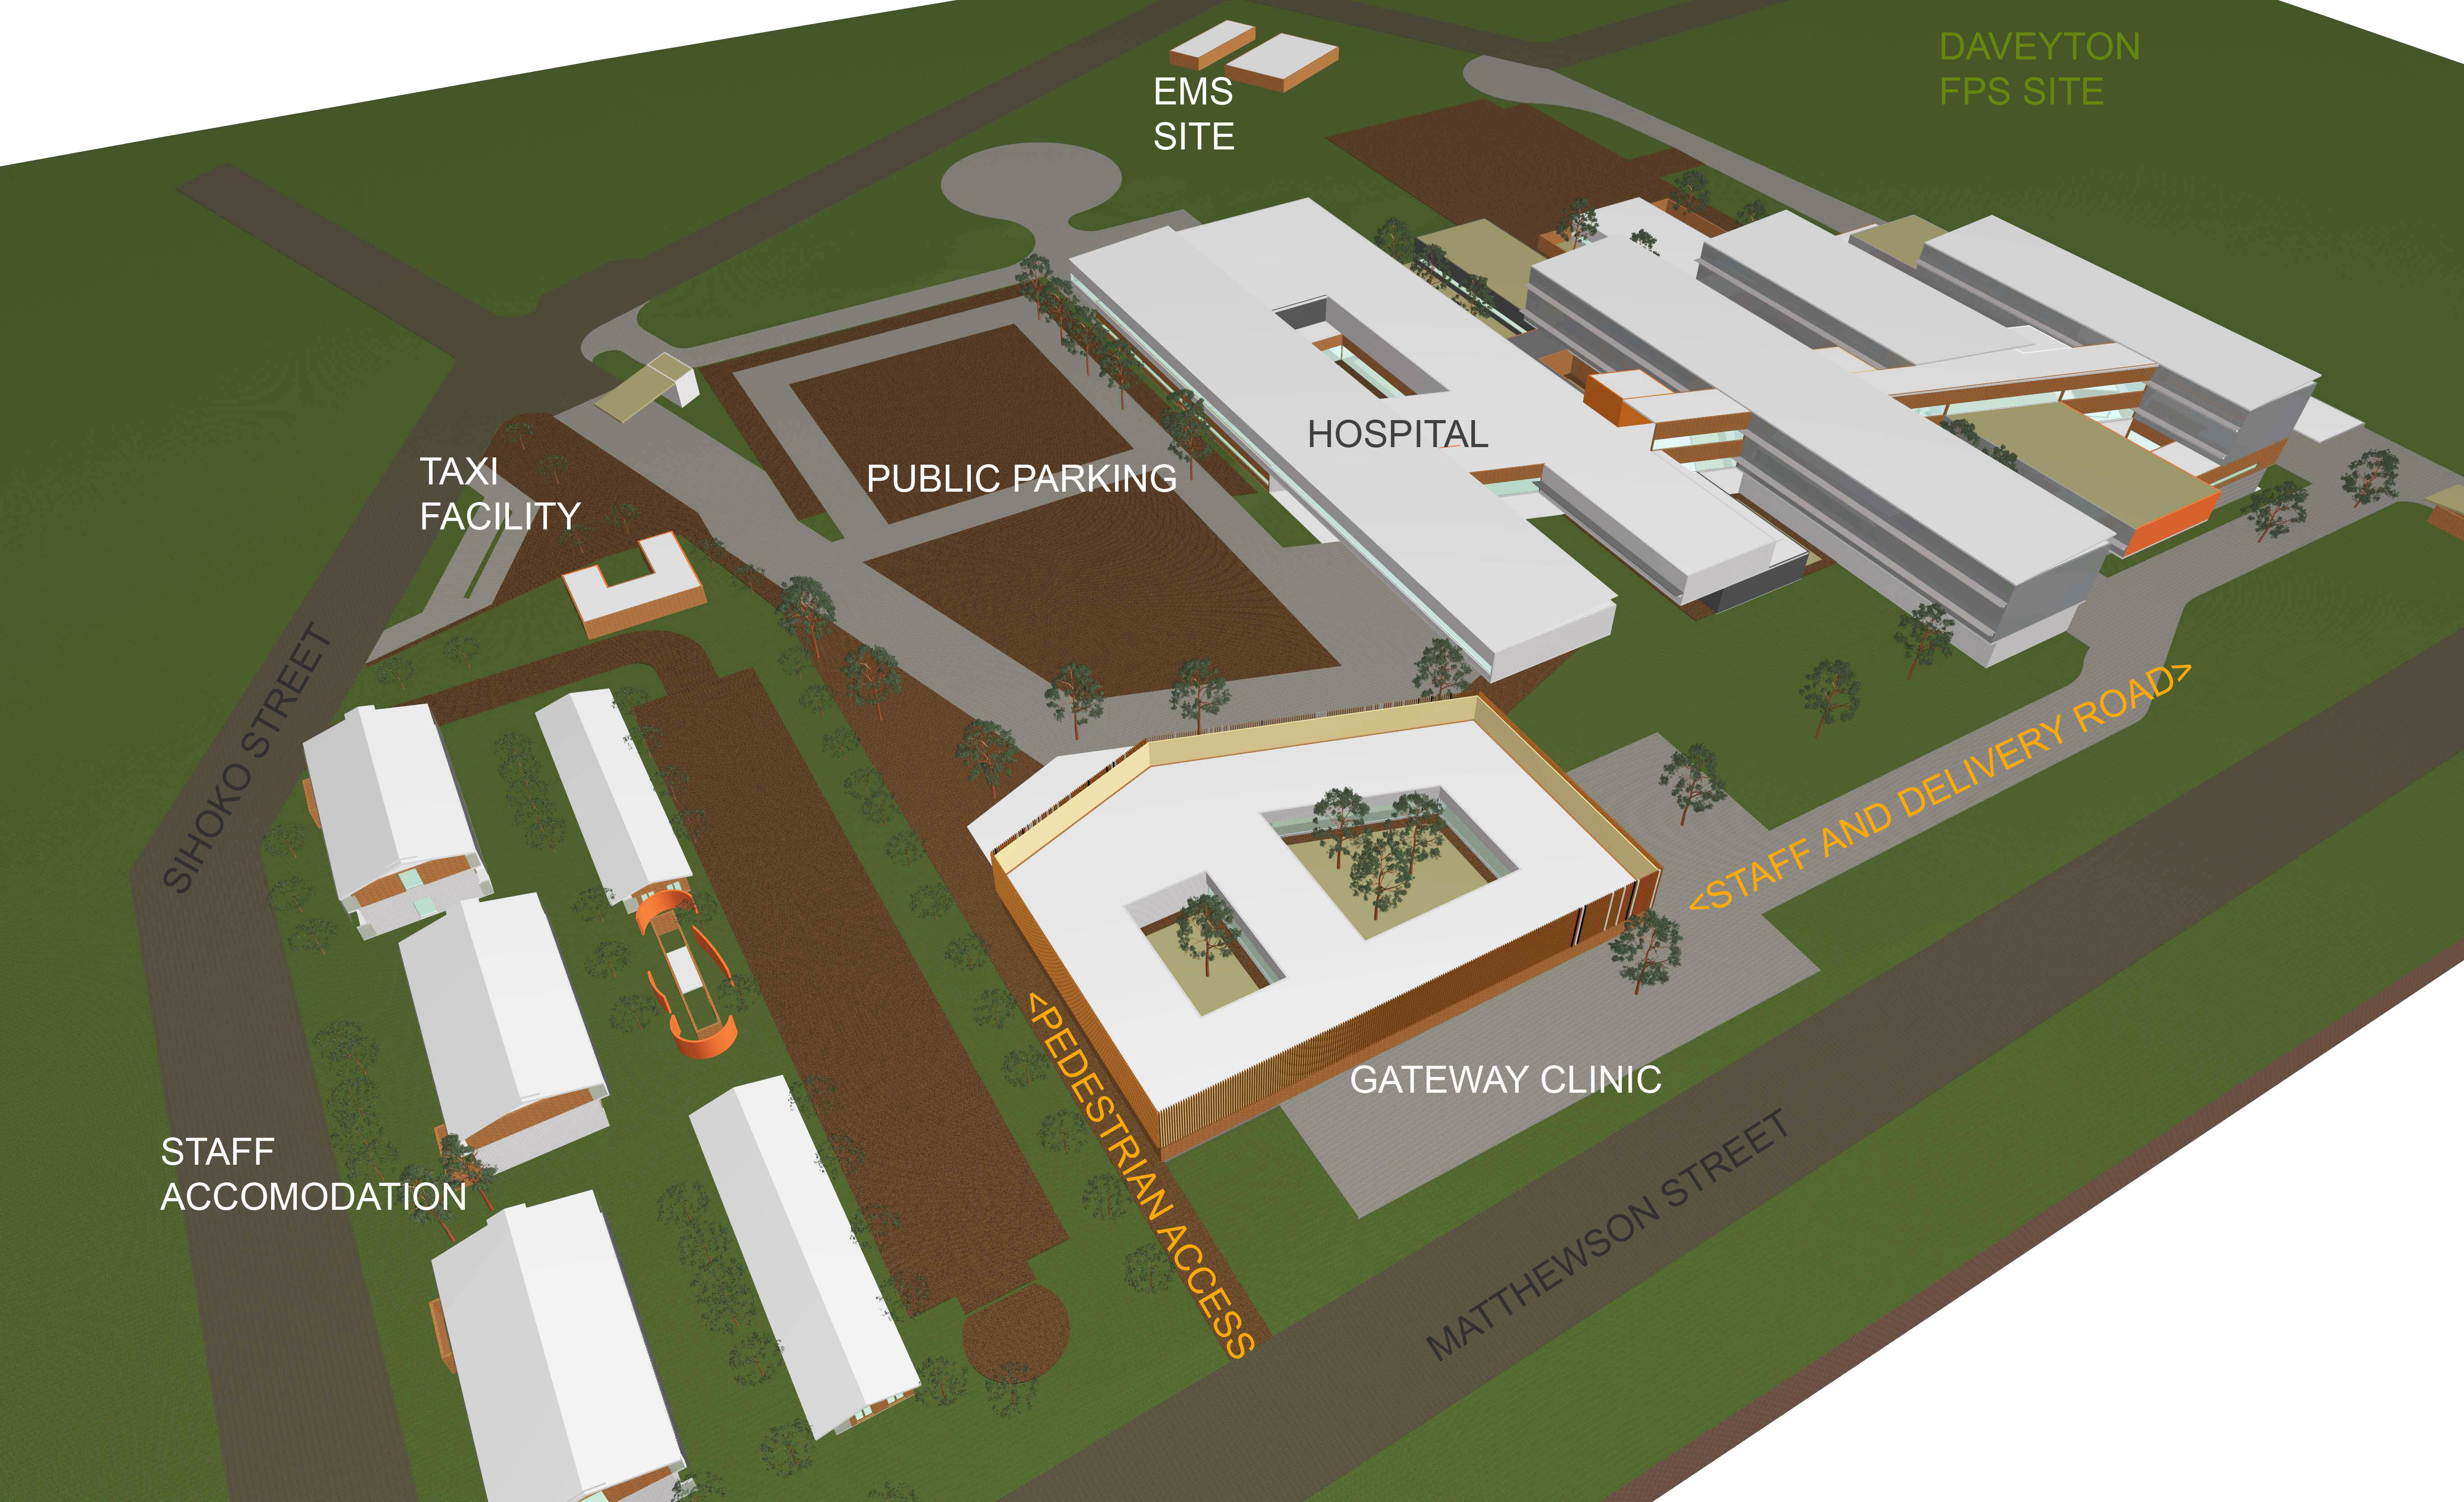 DAVEYTON
FPS SITE
EMS
SITE
HOSPITAL
TAXI
FACILITY
PUBLIC PARKING
SIHOKO STREET
<STAFF AND DELIVERY ROAD>
<PEDESTRIAN ACCESS
GATEWAY CLINIC
STAFF
ACCOMODATION
MATTHEWSON STREET